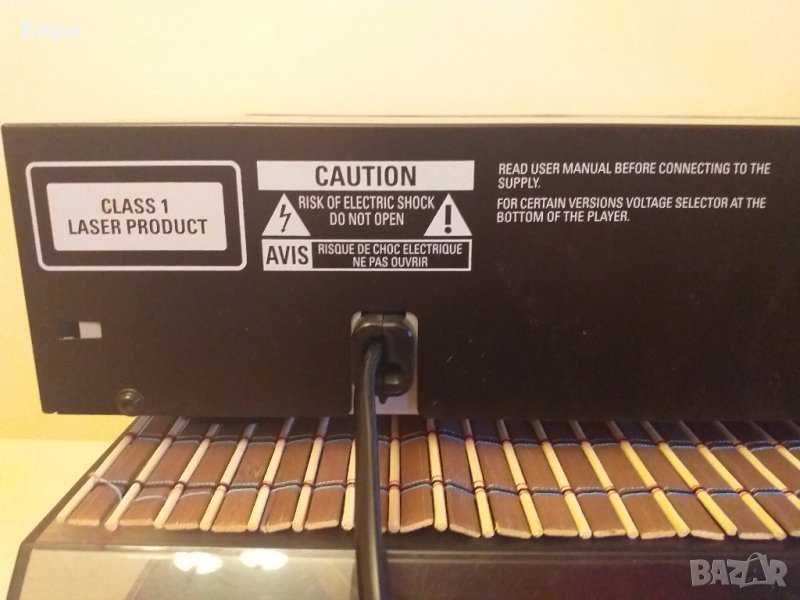 Борa
CLASS 1
LASER PRODUCT
CAUTION
RISK OF ELECTRIC SHOCK
DO NOT OPEN
AVIS
RISQUE DE CHOC ELECTRIQUE
NE PAS OUVRIR
READ USER MANUAL BEFORE CONNECTING TO THE
SUPPLY.
FOR CERTAIN VERSIONS VOLTAGE SELECTOR AT THE
BOTTOM OF THE PLAYER.
BAZAR